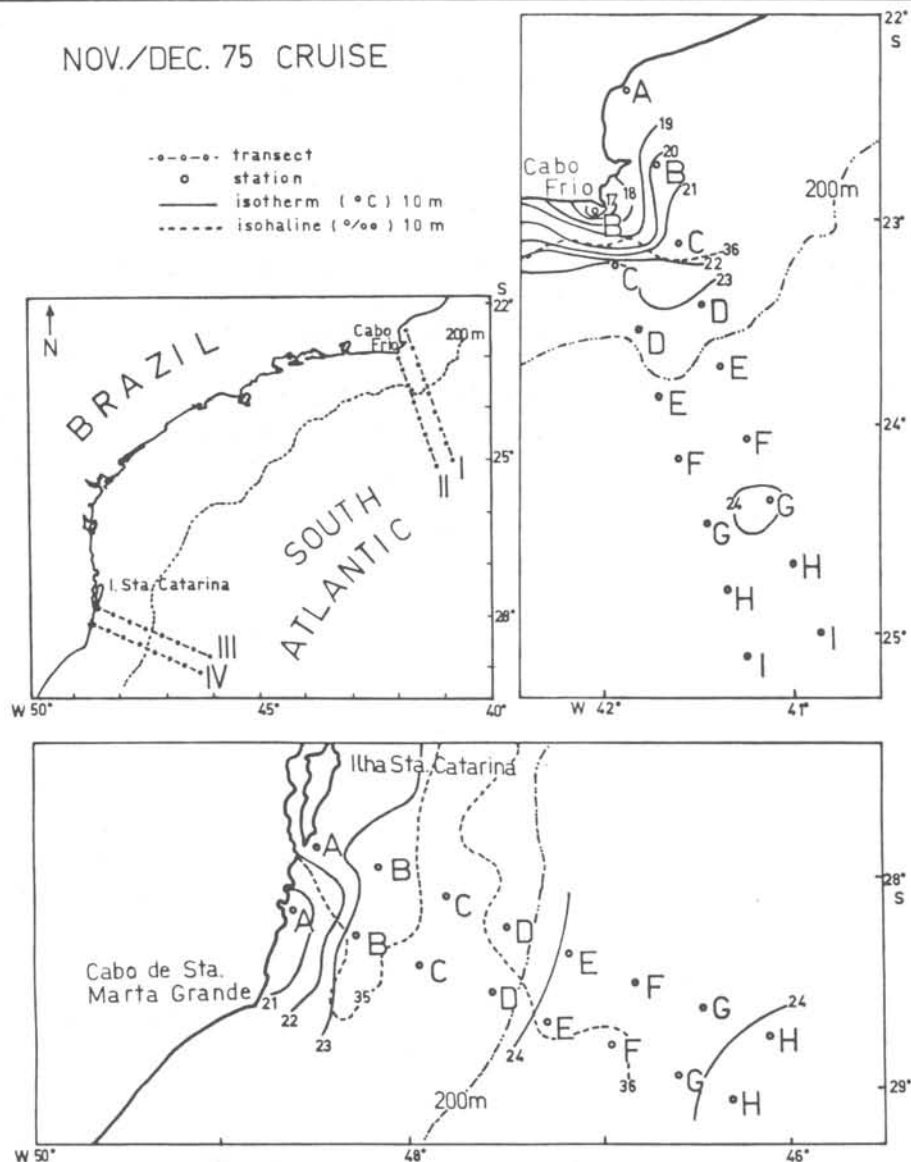 NOV./DEC. 75 CRUISE
transect
station
isotherm (°C) 10 m
isohaline (°/oo) 10 m
22°
S
A
19
20
B
21
Cabo
Frio
18
17
B
200m
23°
C
36
22
C
23
D
D
E
E
24°
F
F
24
G
G
H
H
I
I
25°
W 42°
41°
S
22°
N
BRAZIL
Cabo
Frio
200 m
25°
I
II
SOUTH
ATLANTIC
I. Sta. Catarina
28°
III
IV
W 50°
45°
40°
Ilha Sta. Catarina
A
B
28°
S
C
A
D
B
E
C
Cabo de Sta.
Marta Grande
F
D
35
21
G
24
22
E
H
23
F
24
G
36
29°
200m
H
W 50°
48°
46°